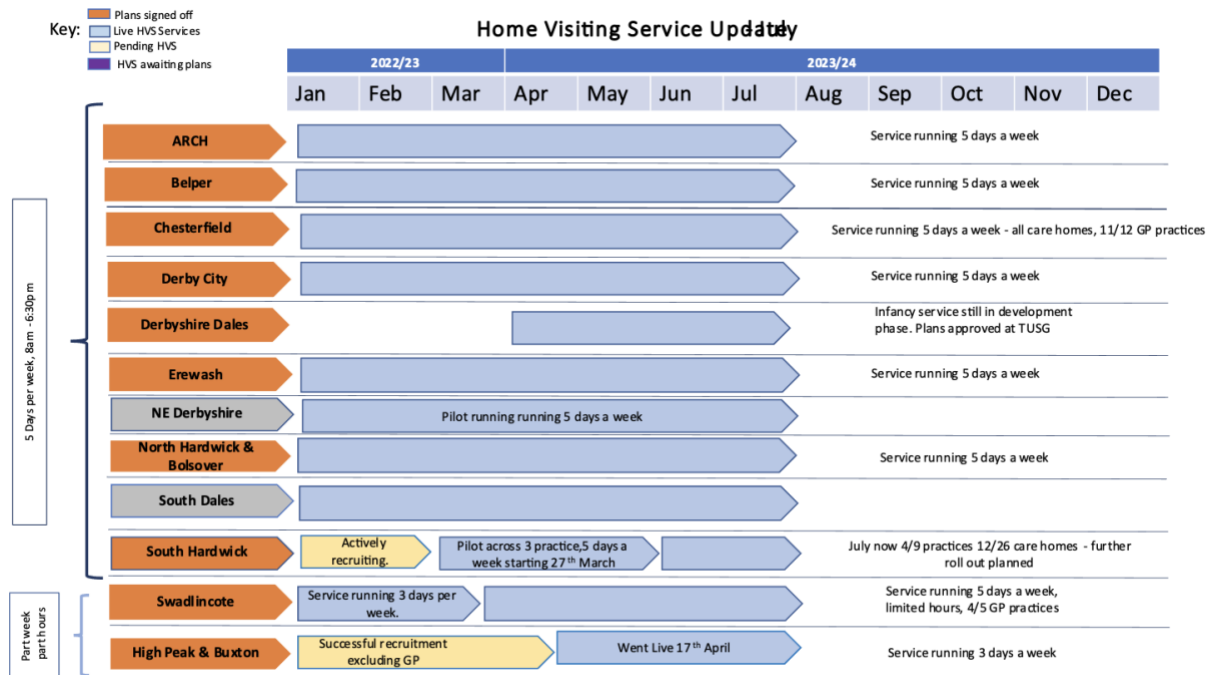 Key:
Plans signed off
Live HVS Services
Pending HVS
HVS awaiting plans
Home Visiting Service Update July
2022/23
2023/24
Jan
Feb
Mar
Apr
May
Jun
Jul
Aug
Sep
Oct
Nov
Dec
5 Days per week, 8am -6:30pm
ARCH
Service running 5 days a week
Belper
Service running 5 days a week
Chesterfield
Service running 5 days a week - all care homes, 11/12 GP practices
Derby City
Service running 5 days a week
Derbyshire Dales
Infancy service still in development
phase. Plans approved at TUSG
Erewash
Service running 5 days a week
NE Derbyshire
Pilot running running 5 days a week
North Hardwick &
Bolsover
Service running 5 days a week
South Dales
South Hardwick
Actively
recruiting.
Pilot across 3 practice,5 days a
week starting 27th March
July now 4/9 practices 12/26 care homes - further
roll out planned
Part week
part hours
Swadlincote
Service running 3 days per
week.
Service running 5 days a week,
limited hours, 4/5 GP practices
High Peak & Buxton
Successful recruitment
excluding GP
Went Live 17th April
Service running 3 days a week